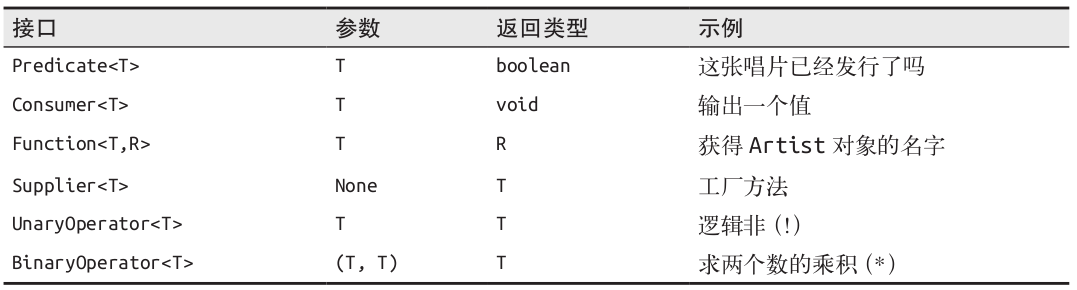 接口 参数 返回类型 示例
Predicate<T> T boolean 这张唱片已经发行了吗
Consumer<T> T void 输出一个值
Function<T,R> T R 获得 Artist 对象的名字
Supplier<T> None T 工厂方法
UnaryOperator<T> T T 逻辑非 (!)
BinaryOperator<T> (T, T) T 求两个数的乘积 (*)